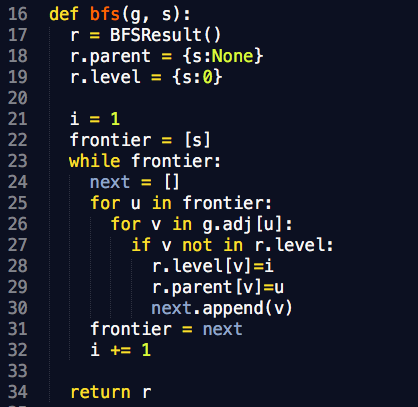 16 def bfs(g, s):
17   r = BFSResult()
18   r.parent = {s:None}
19   r.level = {s:0}
20
21   i = 1
22   frontier = [s]
23   while frontier:
24     next = []
25     for u in frontier:
26       for v in g.adj[u]:
27         if v not in r.level:
28           r.level[v]=i
29           r.parent[v]=u
30           next.append(v)
31     frontier = next
32     i += 1
33
34   return r